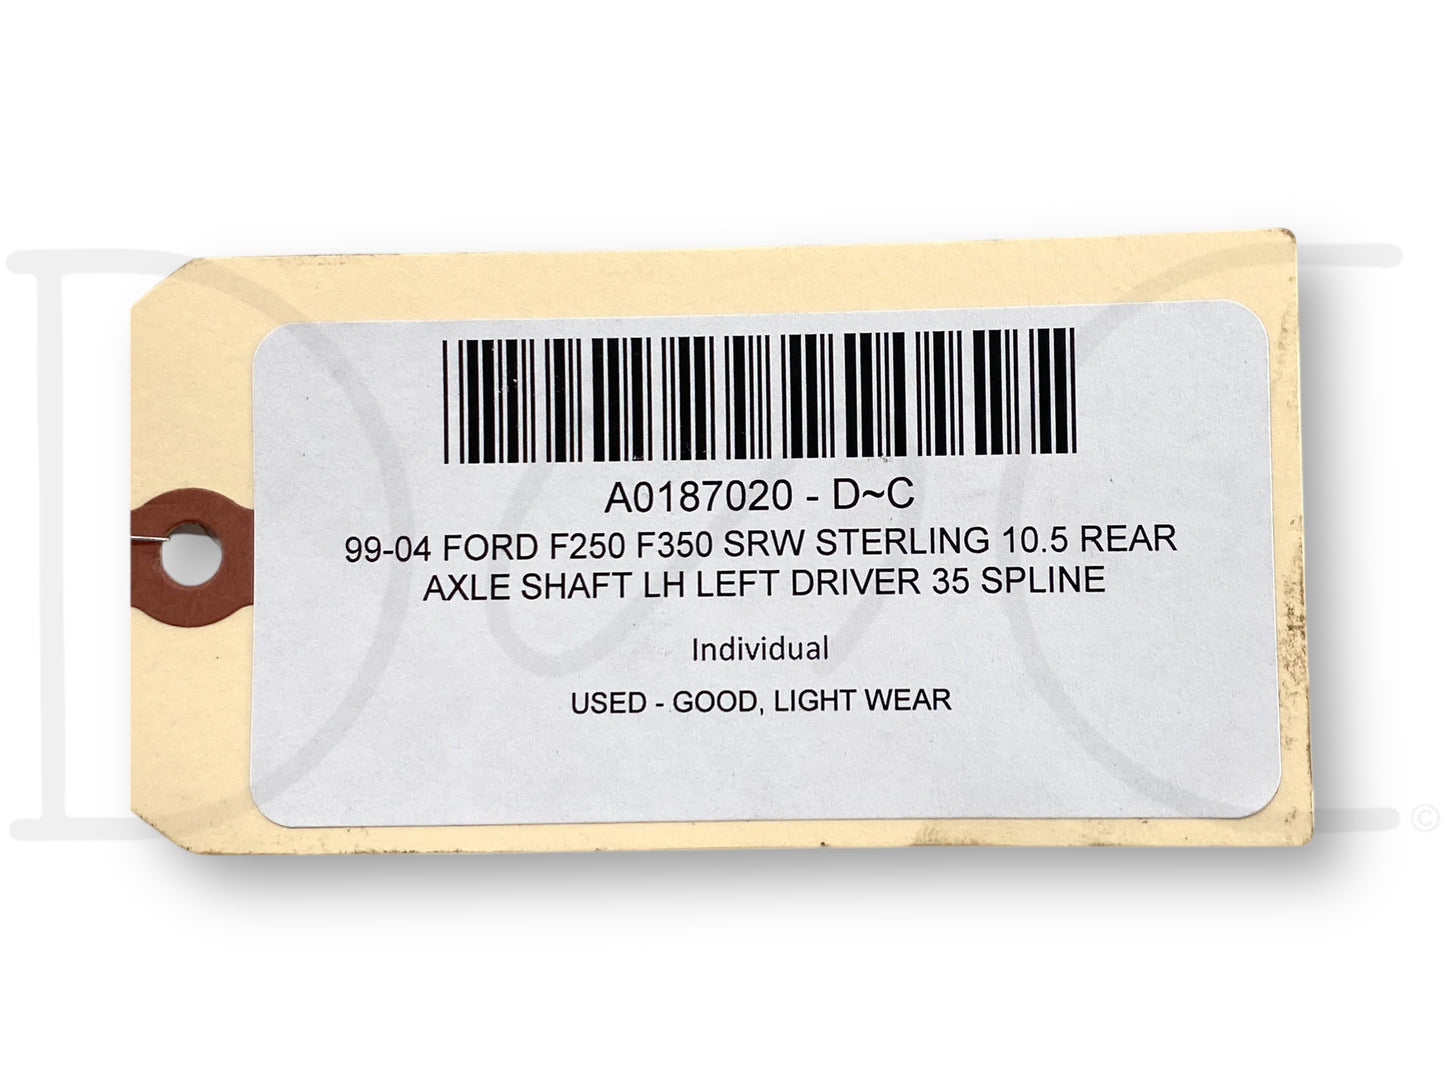 A0187020 - D~C
99-04 FORD F250 F350 SRW STERLING 10.5 REAR
AXLE SHAFT LH LEFT DRIVER 35 SPLINE
Individual
USED - GOOD, LIGHT WEAR
©